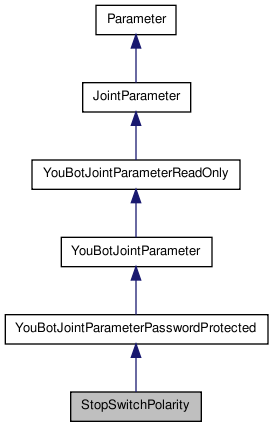 Parameter
JointParameter
YouBotJointParameterReadOnly
YouBotJointParameter
YouBotJointParameterPasswordProtected
StopSwitchPolarity